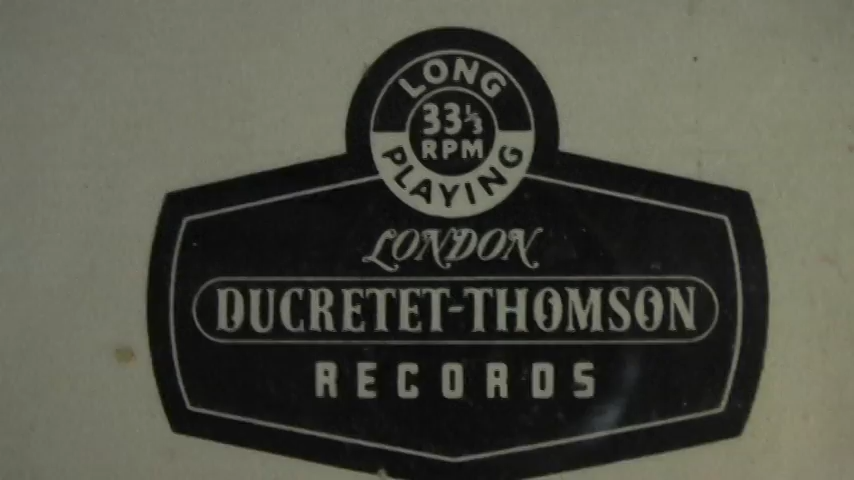 LONG
33⅓
RPM
PLAYING
LONDON
DUCRETET-THOMSON
RECORDS